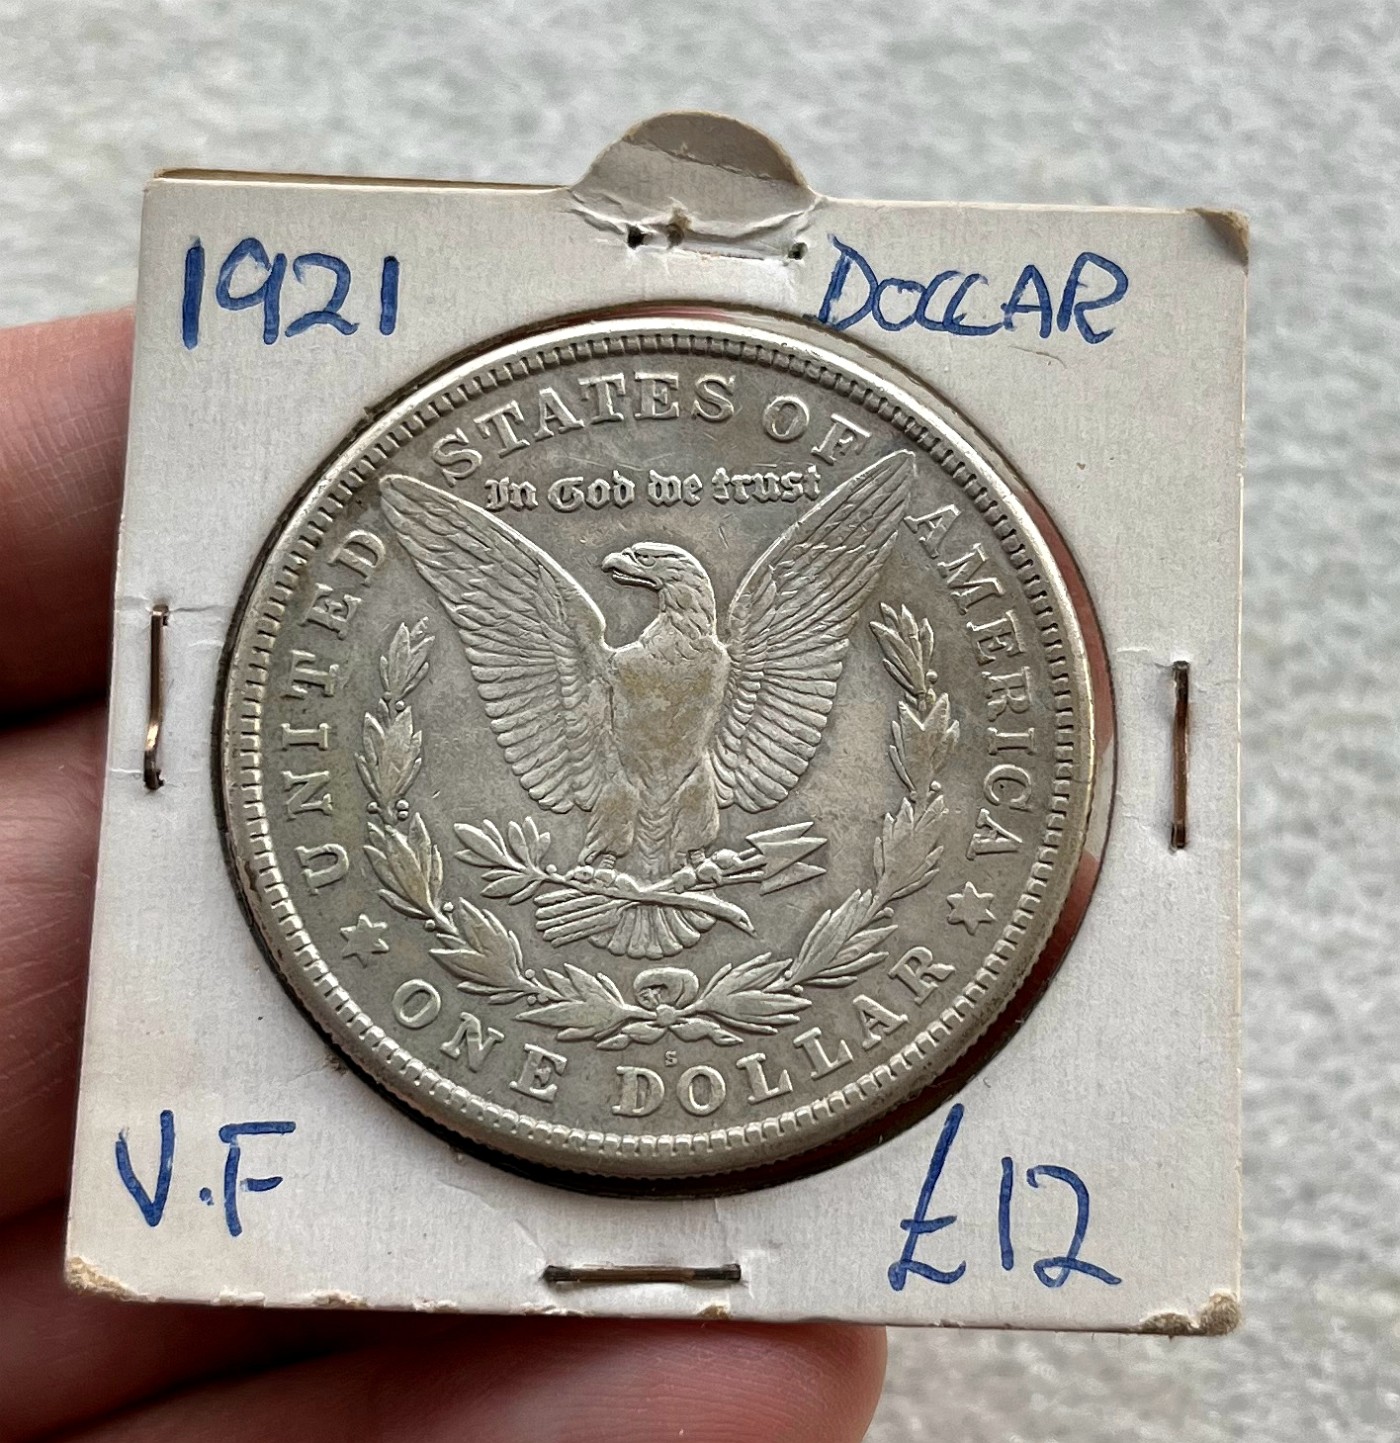 1921
DOLLAR
UNITED STATES OF AMERICA
In God we trust
S
ONE DOLLAR
V.F
£12